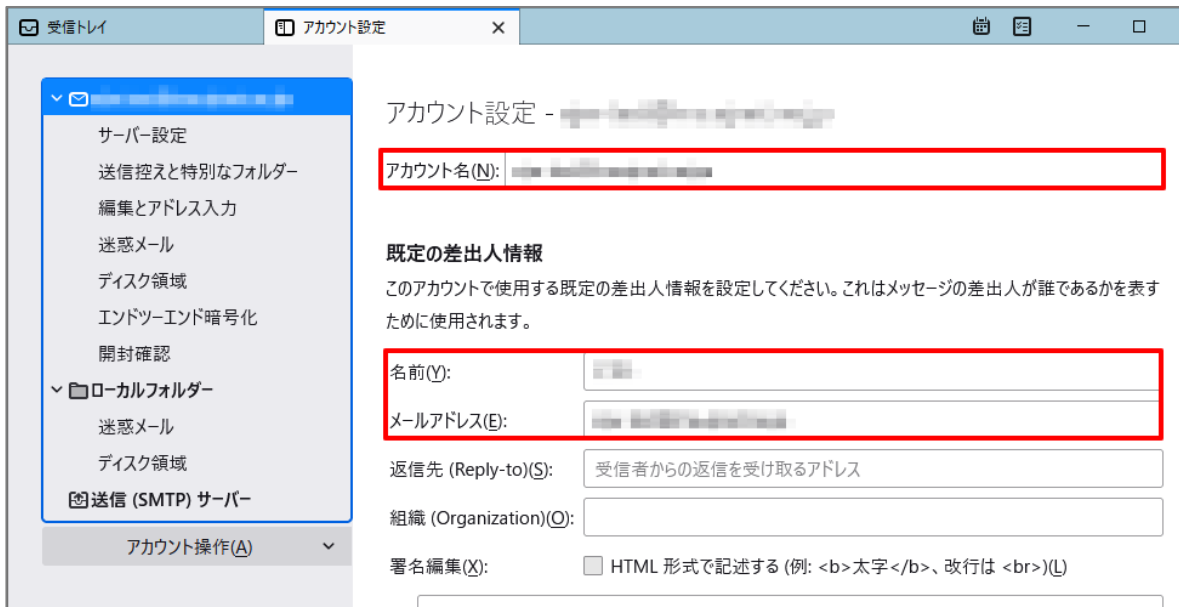 受信トレイ
アカウント設定
サーバー設定
送信控えと特別なフォルダー
編集とアドレス入力
迷惑メール
ディスク領域
エンドツーエンド暗号化
開封確認
ローカルフォルダー
迷惑メール
ディスク領域
送信 (SMTP) サーバー
アカウント操作(A)
アカウント設定 -
アカウント名(N):
既定の差出人情報
このアカウントで使用する既定の差出人情報を設定してください。これはメッセージの差出人が誰であるかを表す
ために使用されます。
名前(Y):
メールアドレス(E):
返信先 (Reply-to)(S): 受信者からの返信を受け取るアドレス
組織 (Organization)(O):
署名編集(X): HTML 形式で記述する (例: <b>太字</b>、改行は <br>)(L)